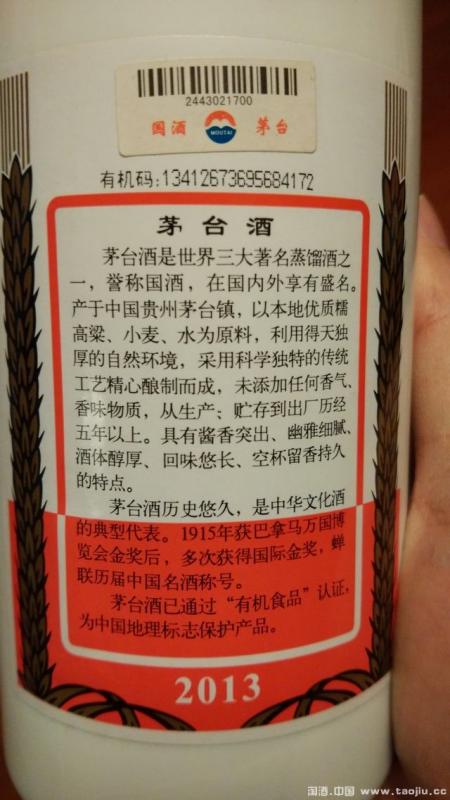 2443021700
国酒 MOUTAI 茅台
有机码:13412673695684172
茅台酒
茅台酒是世界三大著名蒸馏酒之
一，誉称国酒，在国内外享有盛名。
产于中国贵州茅台镇，以本地优质糯
高粱、小麦、水为原料，利用得天独
厚的自然环境，采用科学独特的传统
工艺精心酿制而成，未添加任何香气、
香味物质，从生产；贮存到出厂历经
五年以上。具有酱香突出、幽雅细腻、
酒体醇厚、回味悠长、空杯留香持久
的特点。
茅台酒历史悠久，是中华文化酒
的典型代表。1915年获巴拿马万国博
览会金奖后，多次获得国际金奖，蝉
联历届中国名酒称号。
茅台酒已通过“有机食品”认证，
为中国地理标志保护产品。
2013
国酒.中国 www.taojiu.cc